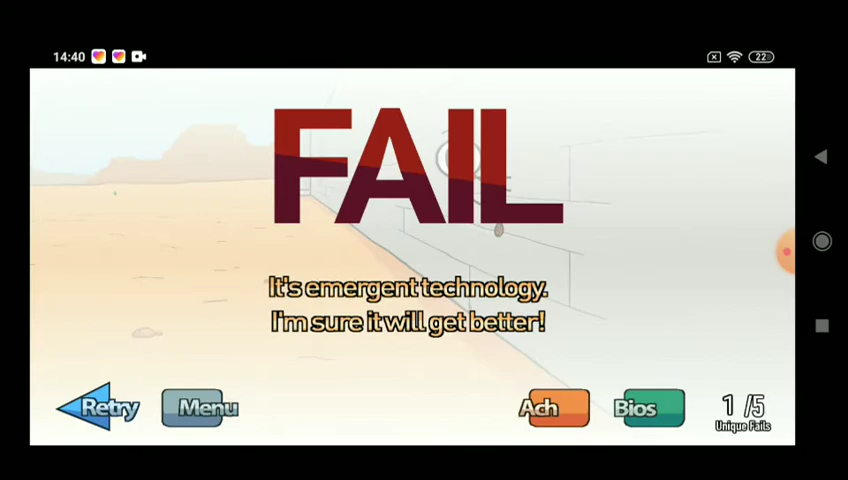 14:40
22
FAIL
It's emergent technology.
I'm sure it will get better!
Retry
Menu
Ach
Bios
1/5
Unique Fails